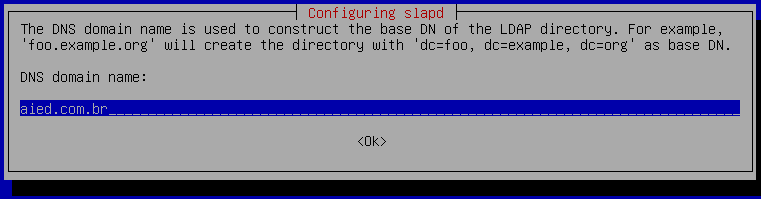 Configuring slapd
The DNS domain name is used to construct the base DN of the LDAP directory. For example,
'foo.example.org' will create the directory with 'dc=foo, dc=example, dc=org' as base DN.
DNS domain name:
aied.com.br
<Ok>